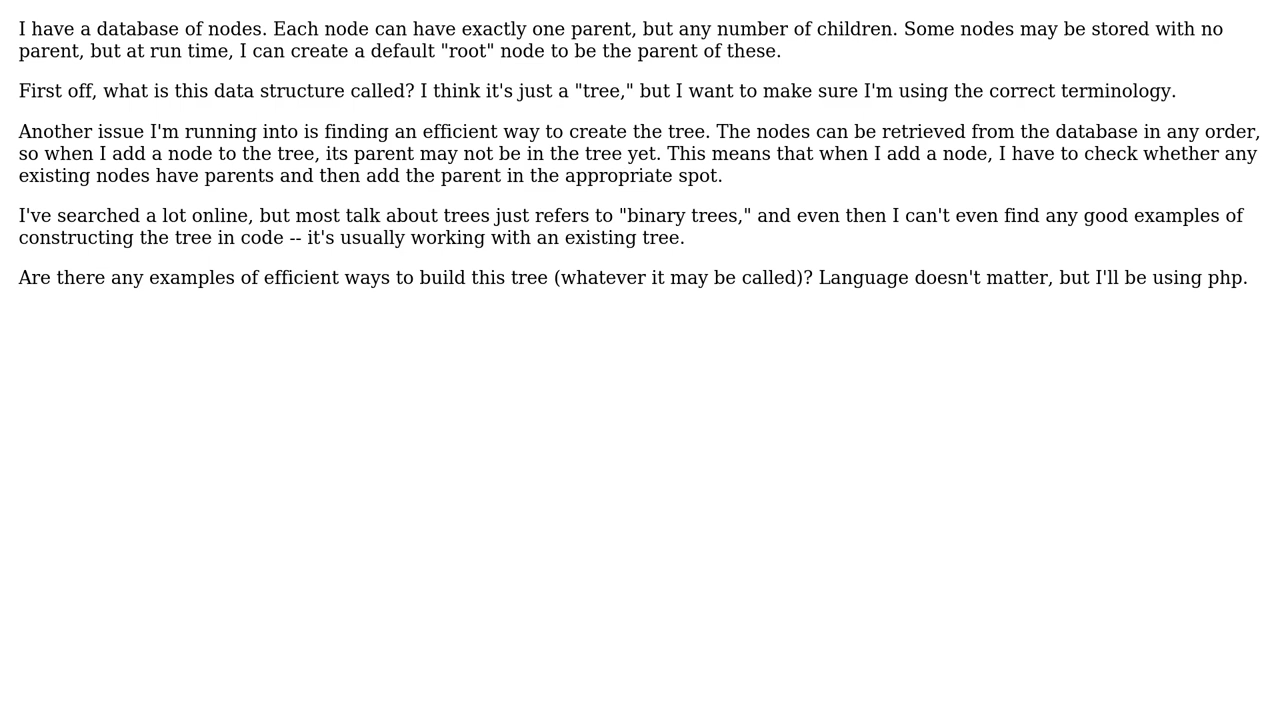 I have a database of nodes. Each node can have exactly one parent, but any number of children. Some nodes may be stored with no
parent, but at run time, I can create a default "root" node to be the parent of these.
First off, what is this data structure called? I think it's just a "tree," but I want to make sure I'm using the correct terminology.
Another issue I'm running into is finding an efficient way to create the tree. The nodes can be retrieved from the database in any order,
so when I add a node to the tree, its parent may not be in the tree yet. This means that when I add a node, I have to check whether any
existing nodes have parents and then add the parent in the appropriate spot.
I've searched a lot online, but most talk about trees just refers to "binary trees," and even then I can't even find any good examples of
constructing the tree in code -- it's usually working with an existing tree.
Are there any examples of efficient ways to build this tree (whatever it may be called)? Language doesn't matter, but I'll be using php.